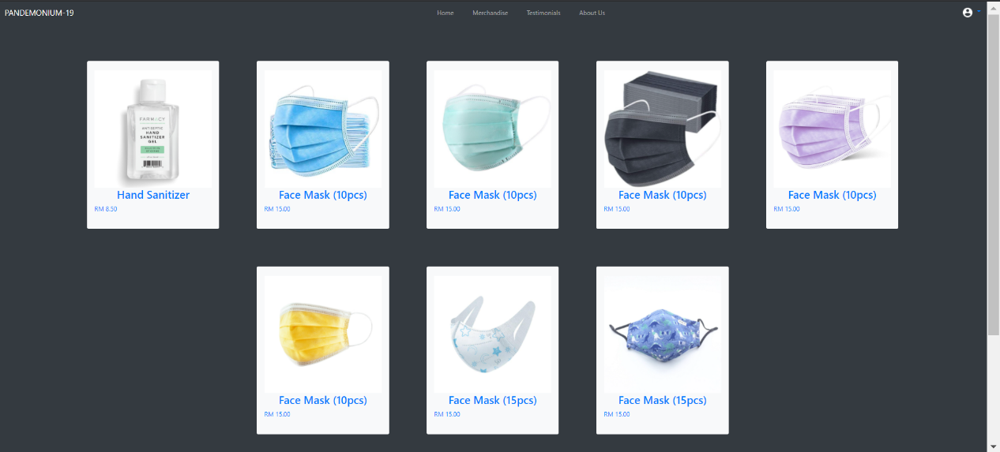 PANDEMONIUM-19
Home Merchandise Testimonials About Us
FARMACY
ANTISEPTIC
HAND
SANITIZER
GEL
Hand Sanitizer
RM 8.50
Face Mask (10pcs)
RM 15.00
Face Mask (10pcs)
RM 15.00
Face Mask (10pcs)
RM 15.00
Face Mask (10pcs)
RM 15.00
Face Mask (10pcs)
RM 15.00
Face Mask (15pcs)
RM 15.00
Face Mask (15pcs)
RM 15.00